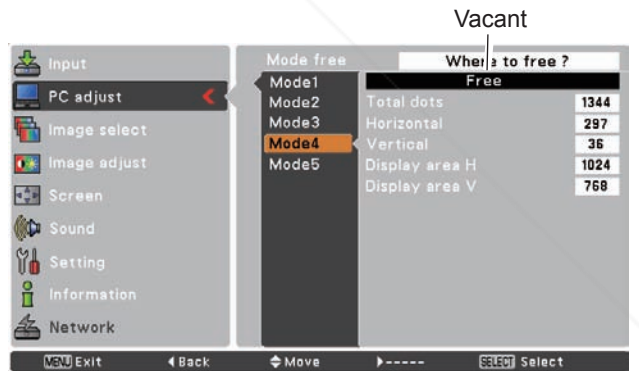 Vacant
Input
PC adjust
Image select
Image adjust
Screen
Sound
Setting
Information
Network
Mode free
Where to free ?
Mode1
Mode2
Mode3
Mode4
Mode5
Free
Total dots 1344
Horizontal 297
Vertical 36
Display area H 1024
Display area V 768
MENU Exit Back Move ----- SELECT Select